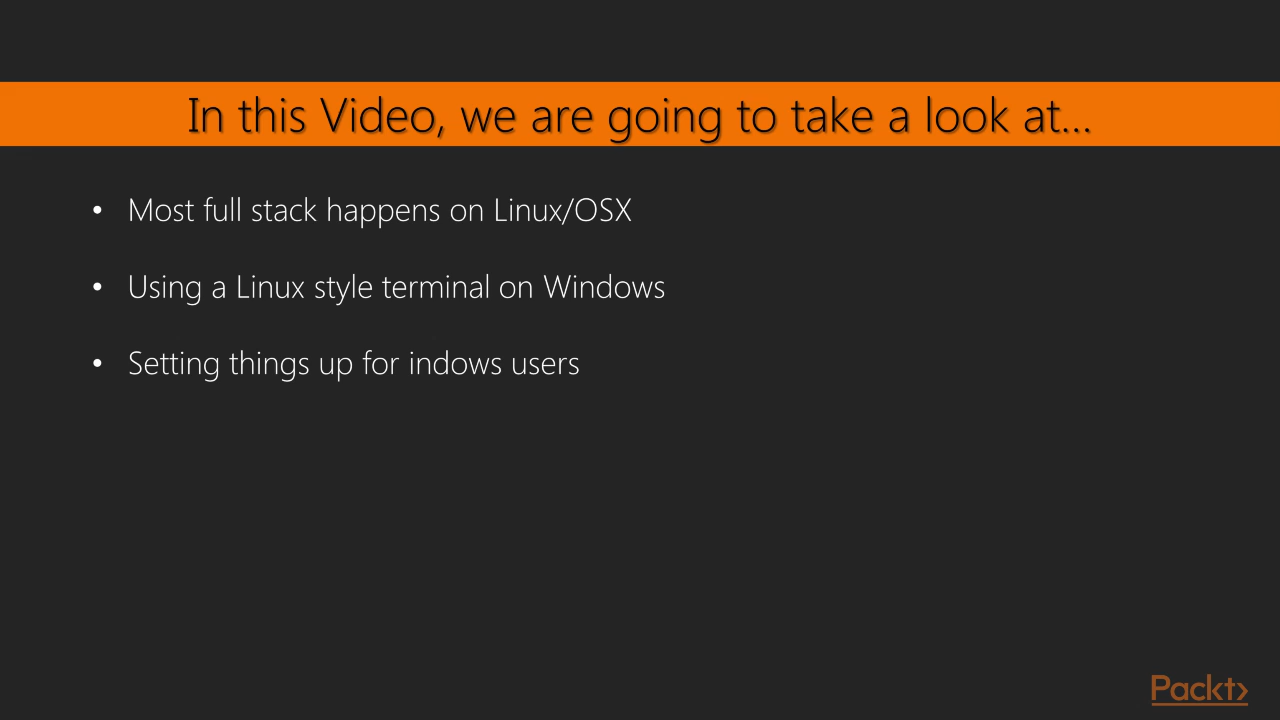 In this Video, we are going to take a look at...
• Most full stack happens on Linux/OSX
• Using a Linux style terminal on Windows
• Setting things up for indows users
Packt>